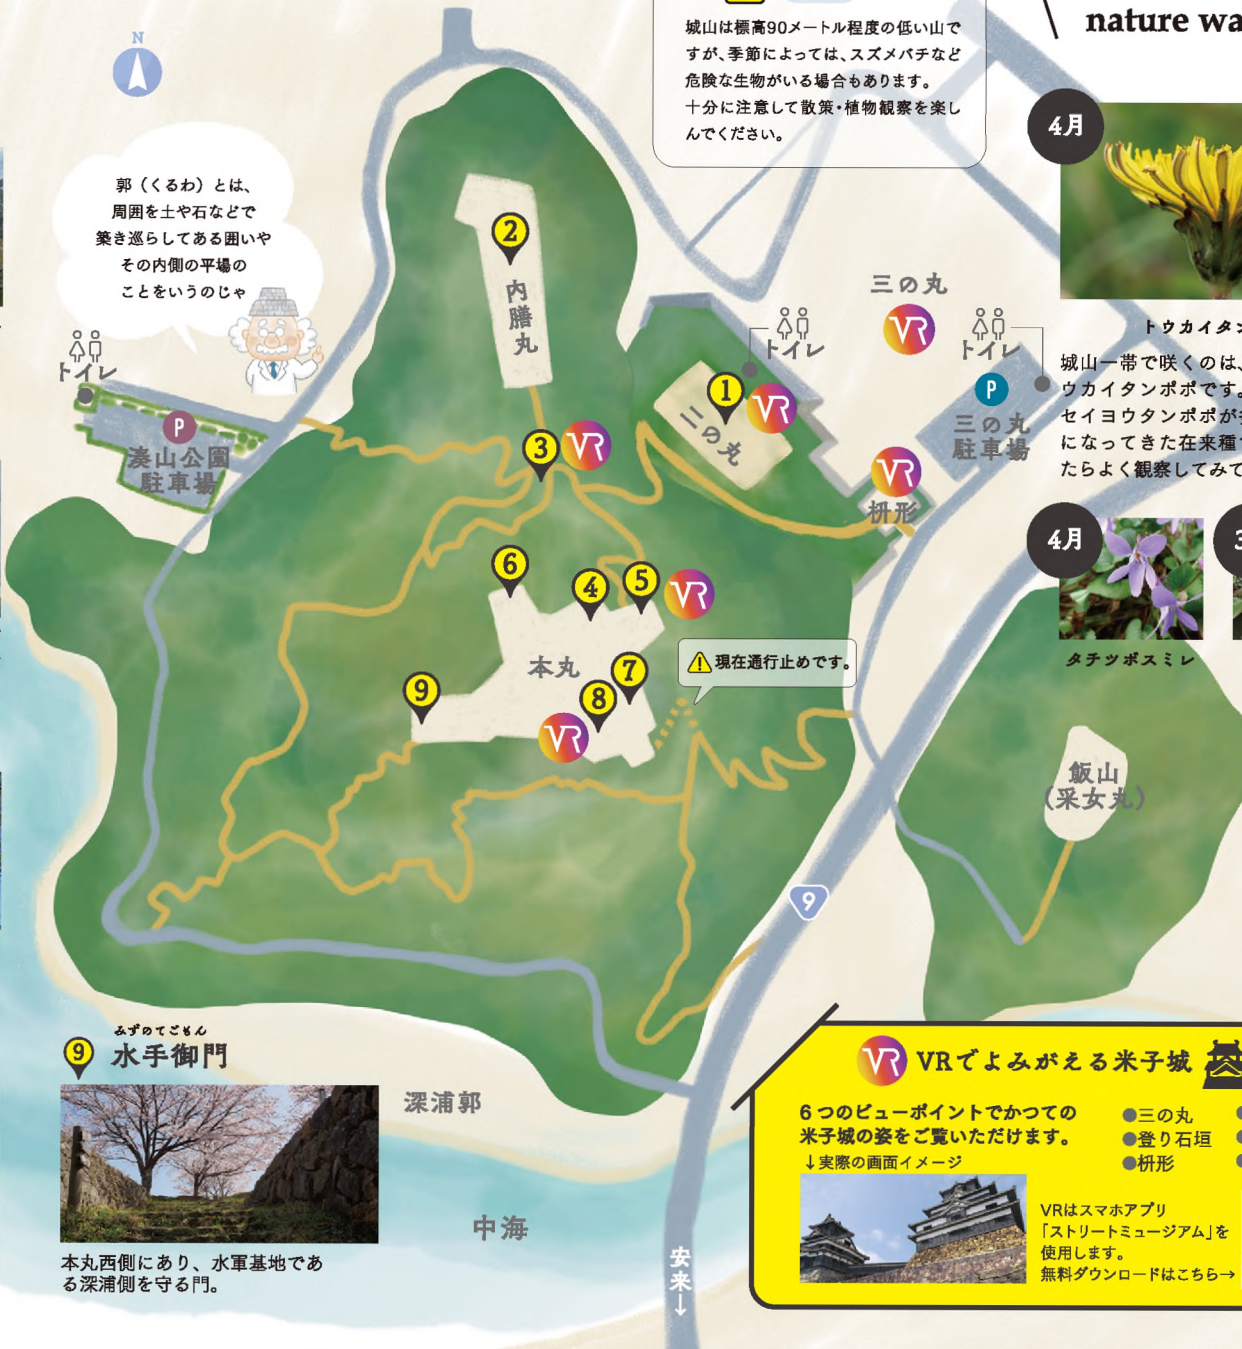 nature wa
城山は標高90メートル程度の低い山で
すが、季節によっては、スズメバチなど
危険な生物がいる場合もあります。
十分に注意して散策・植物観察を楽し
んでください。
N
郭（くるわ）とは、
周囲を土や石などで
築き巡らしてある囲いや
その内側の平場の
ことをいうのじゃ
トイレ
P
湊山公園
駐車場
2
内膳丸
3
VR
1
VR
二の丸
トイレ
三の丸
VR
トイレ
P
三の丸
駐車場
VR
枡形
6
4
5
VR
本丸
7
8
9
VR
⚠現在通行止めです。
飯山
（采女丸）
9
4月
トウカイタン
城山一帯で咲くのは、
ウカイタンポポです。
セイヨウタンポポが
になってきた在来種
たらよく観察してみて
4月
3
タチツボスミレ
9
みずのてごもん
水手御門
本丸西側にあり、水軍基地であ
る深浦側を守る門。
深浦郭
中海
安来↓
VR
VRでよみがえる米子城
6つのビューポイントでかつての
米子城の姿をご覧いただけます。
↓実際の画面イメージ
●三の丸
●登り石垣
●枡形
VRはスマホアプリ
「ストリートミュージアム」を
使用します。
無料ダウンロードはこちら→